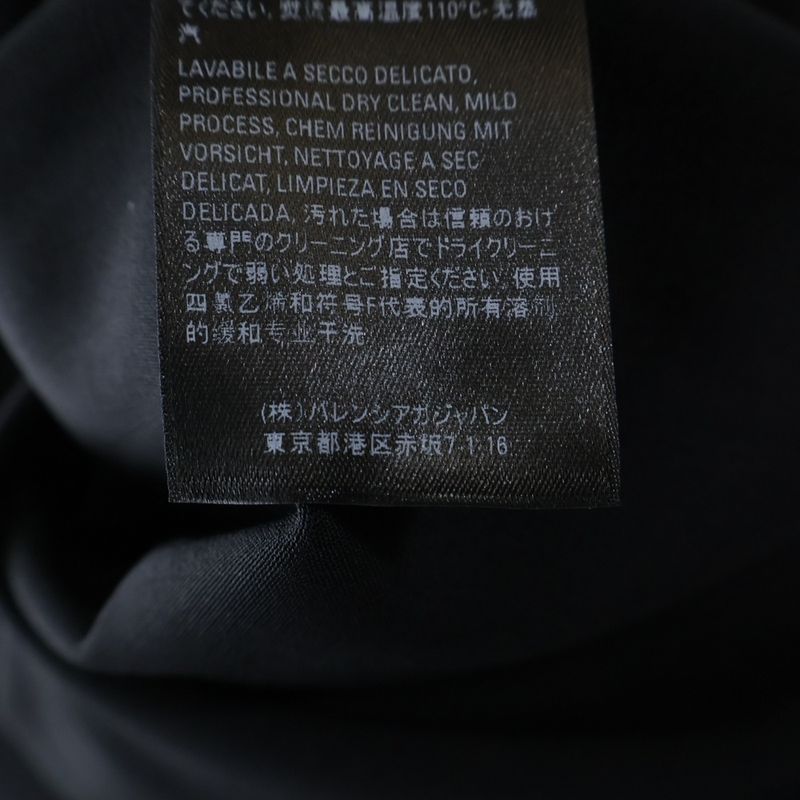 てください. 熨烫最高温度110℃-无蒸
汽
LAVABILE A SECCO DELICATO,
PROFESSIONAL DRY CLEAN, MILD
PROCESS, CHEM REINIGUNG MIT
VORSICHT, NETTOYAGE A SEC
DELICAT, LIMPIEZA EN SECO
DELICADA, 汚れた場合は信頼のおけ
る専門のクリーニング店でドライクリーニ
ングで弱い処理とご指定ください. 使用
四氯乙烯和符号F代表的所有溶剂
的缓和专业干洗
(株)バレンシアガジャパン
東京都港区赤坂7-1-16